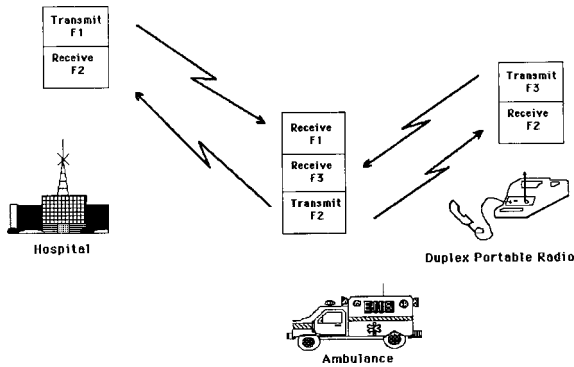 Transmit
F1
Receive
F2
Hospital
Receive
F1
Receive
F3
Transmit
F2
Transmit
F3
Receive
F2
Duplex Portable Radio
EMS
Ambulance